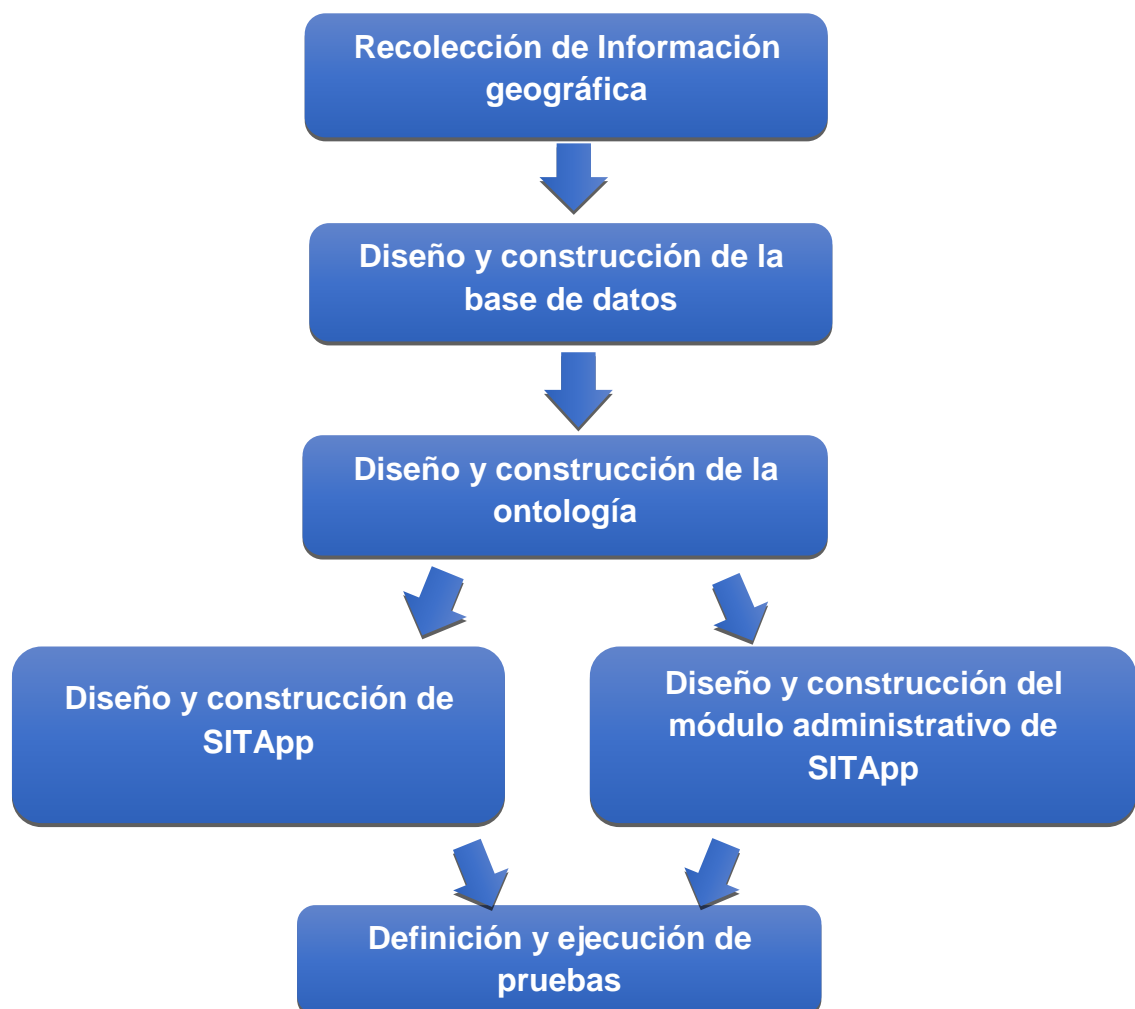 Recolección de Información
geográfica
Diseño y construcción de la
base de datos
Diseño y construcción de la
ontología
Diseño y construcción de
SITApp
Diseño y construcción del
módulo administrativo de
SITApp
Definición y ejecución de
pruebas